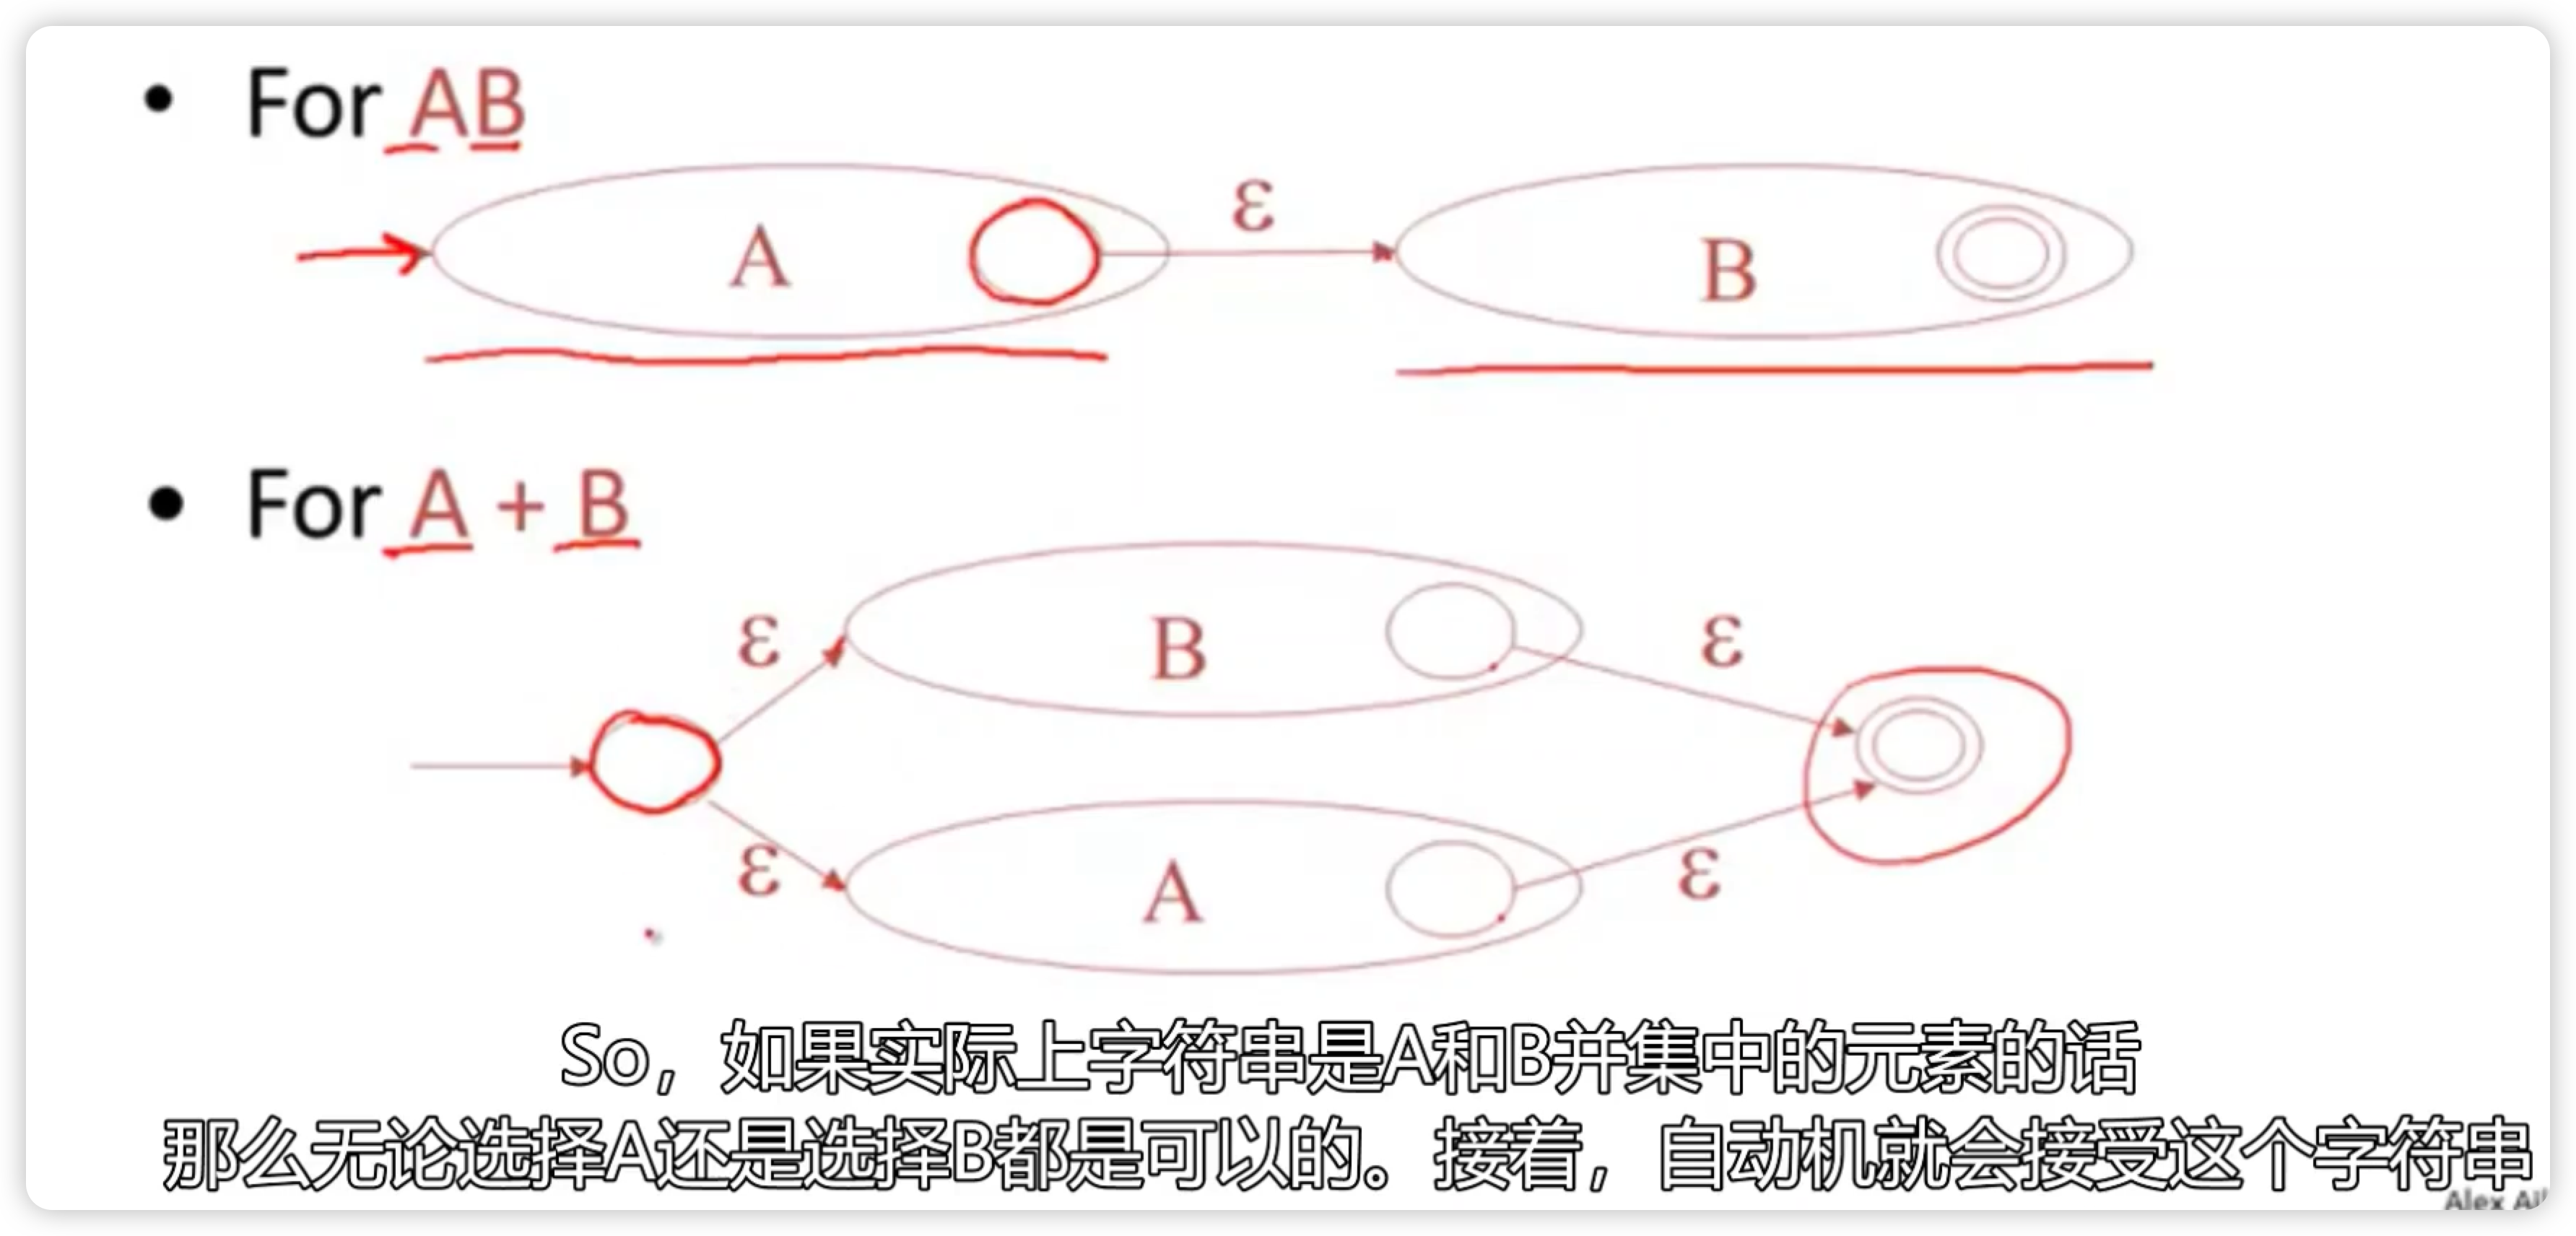 • For AB
A
ε
B
• For A + B
ε
B
ε
ε
A
ε
So，如果实际上字符串是A和B并集中的元素的话
那么无论选择A还是选择B都是可以的。接着，自动机就会接受这个字符串
Alex